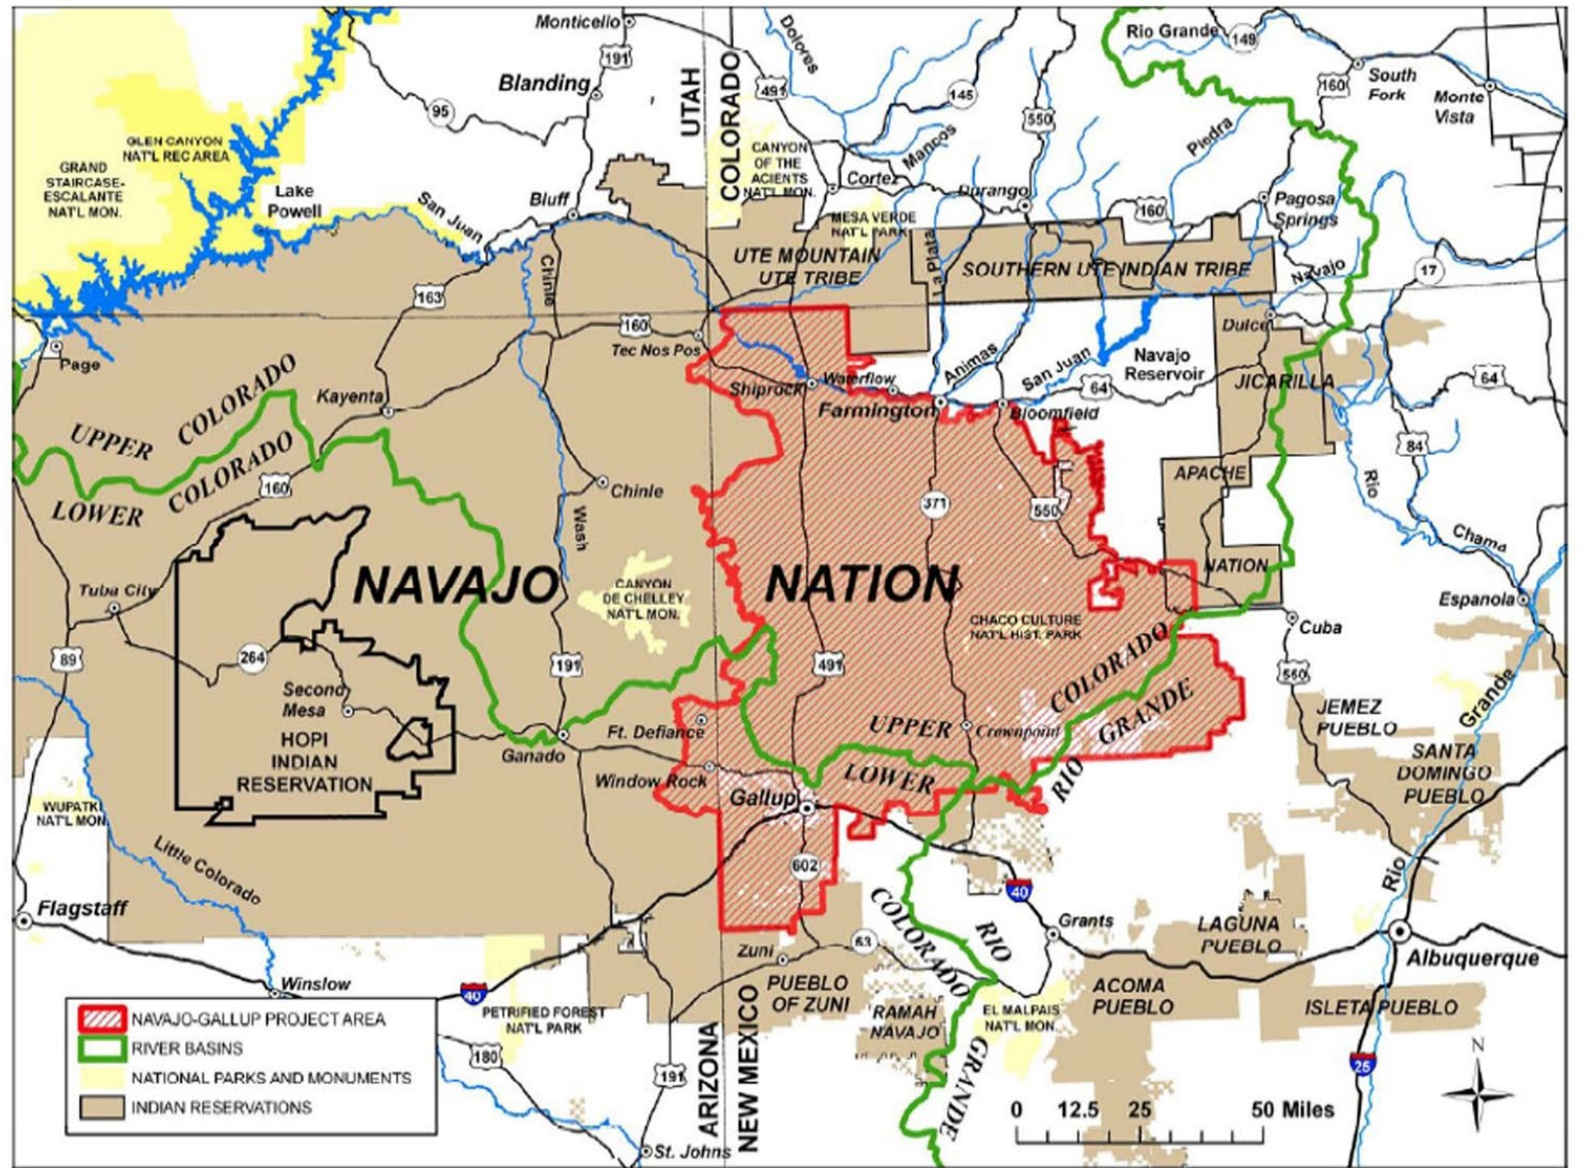 Monticello
191
Blanding
95
UTAH
COLORADO
Dolores
491
145
550
Rio Grande
149
160
South
Fork
Monte
Vista
GLEN CANYON
NAT'L REC AREA
GRAND
STAIRCASE-
ESCALANTE
NAT'L MON.
Lake
Powell
San Juan
Bluff
CANYON
OF THE
ACIENTS
NAT'L MON.
Mancos
Cortez
Durango
Piedra
160
Pagosa
Springs
MESA VERDE
NAT'L PARK
UTE MOUNTAIN
UTE TRIBE
La Plata
SOUTHERN UTE INDIAN TRIBE
Navajo
17
Chinle
163
160
Tec Nos Pos
Dulce
Page
Kayenta
Shiprock
Waterflow
Farmington
Animas
San Juan
64
Navajo
Reservoir
Bloomfield
JICARILLA
64
84
UPPER COLORADO
LOWER COLORADO
160
Chinle
Wash
371
550
APACHE
NATION
Rio
Chama
Tuba City
NAVAJO NATION
CANYON
DE CHELLEY
NAT'L MON.
CHACO CULTURE
NAT'L HIST. PARK
Espanola
Cuba
89
264
191
491
550
Second
Mesa
HOPI
INDIAN
RESERVATION
Ganado
Ft. Defiance
Window Rock
Gallup
UPPER COLORADO
Crownpoint
LOWER
RIO GRANDE
JEMEZ
PUEBLO
Grande
SANTA
DOMINGO
PUEBLO
WUPATKI
NAT'L MON.
Little Colorado
602
40
Rio
Flagstaff
COLORADO
RIO
GRANDE
Grants
LAGUNA
PUEBLO
Albuquerque
Zuni
53
PUEBLO
OF ZUNI
RAMAH
NAVAJO
EL MALPAIS
NAT'L MON.
ACOMA
PUEBLO
ISLETA PUEBLO
Winslow
40
PETRIFIED FOREST
NAT'L PARK
180
191
ARIZONA
NEW MEXICO
25
N
St. Johns
NAVAJO-GALLUP PROJECT AREA
RIVER BASINS
NATIONAL PARKS AND MONUMENTS
INDIAN RESERVATIONS
0 12.5 25 50 Miles